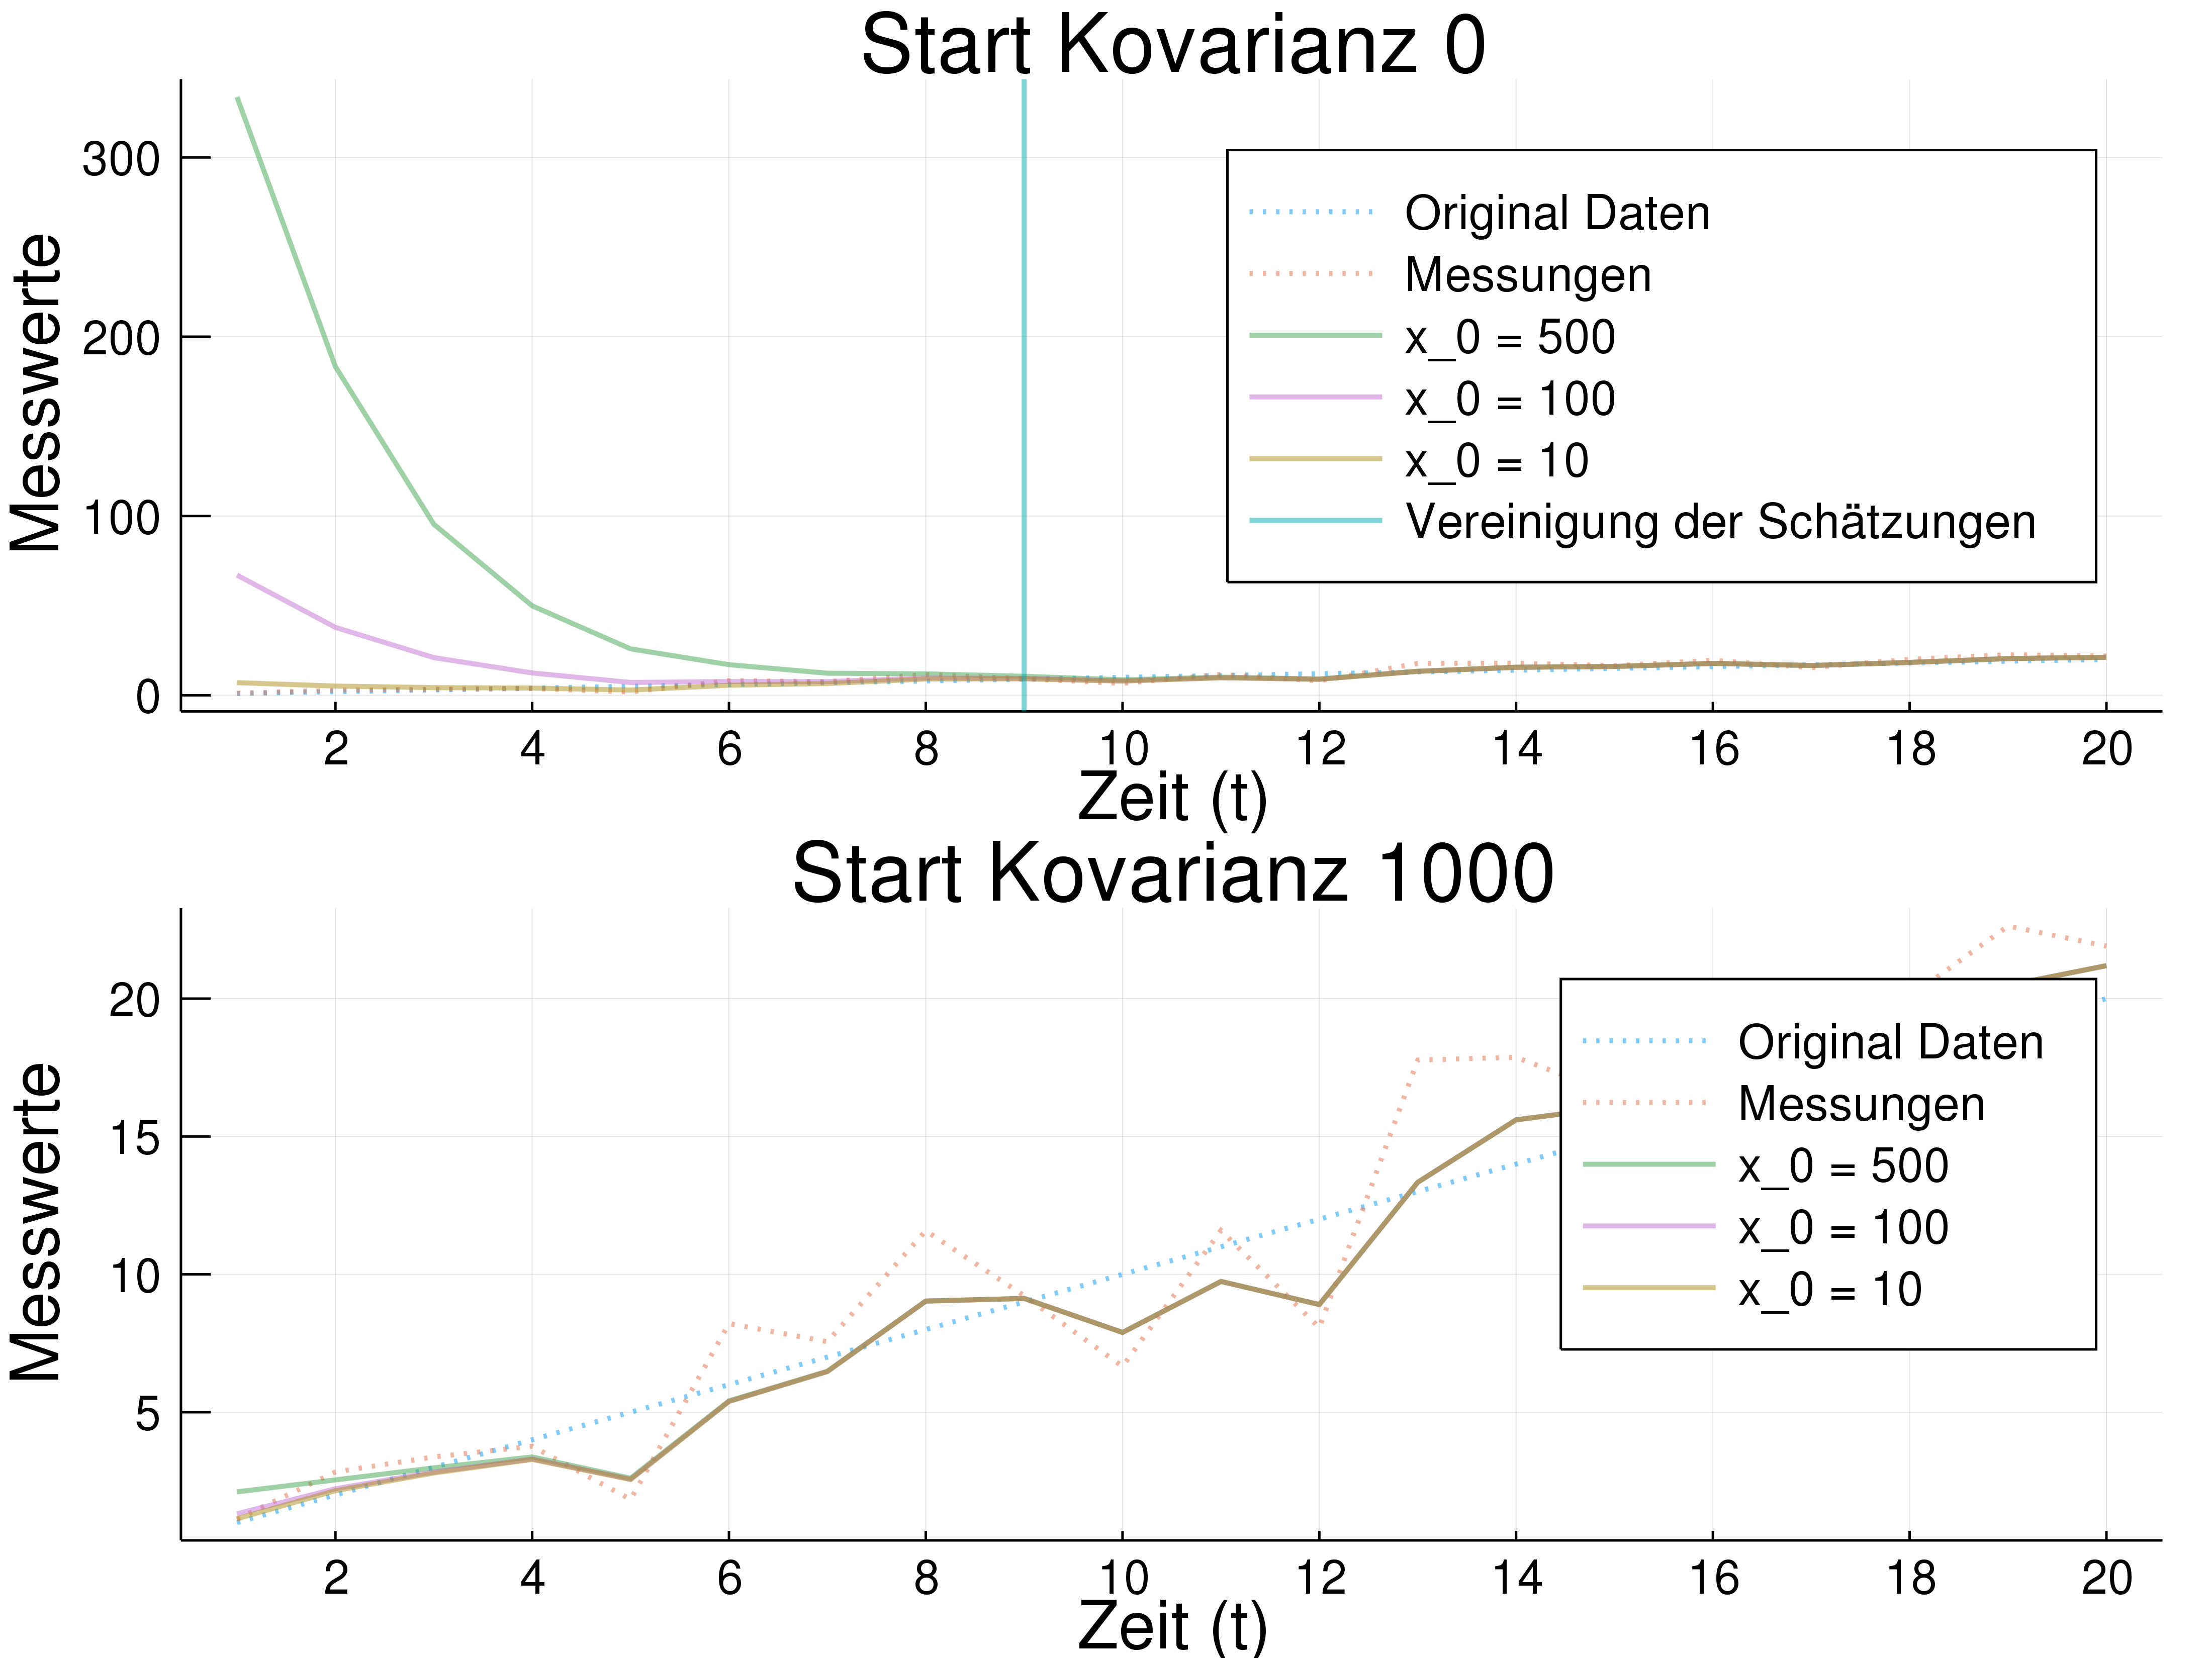 Start Kovarianz 0
Messwerte
300
200
100
0
Original Daten
Messungen
x_0 = 500
x_0 = 100
x_0 = 10
Vereinigung der Schätzungen
2 4 6 8 10 12 14 16 18 20
Zeit (t)
Start Kovarianz 1000
Messwerte
20
15
10
5
Original Daten
Messungen
x_0 = 500
x_0 = 100
x_0 = 10
2 4 6 8 10 12 14 16 18 20
Zeit (t)